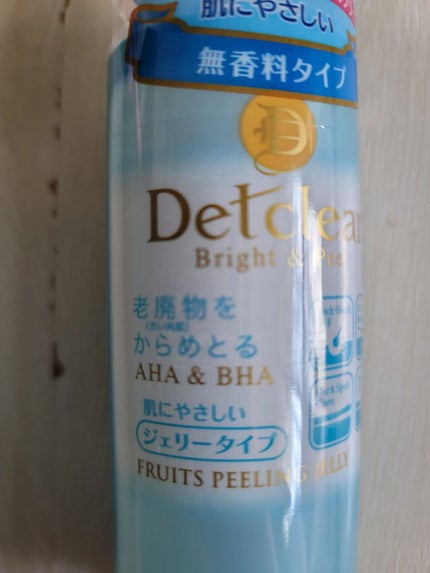 肌にやさしい
無香料タイプ
D
Detclear
Bright & Peel
老廃物を
(古い角質)
からめとる
AHA & BHA
肌にやさしい
ジェリータイプ
FRUITS PEELING JELLY